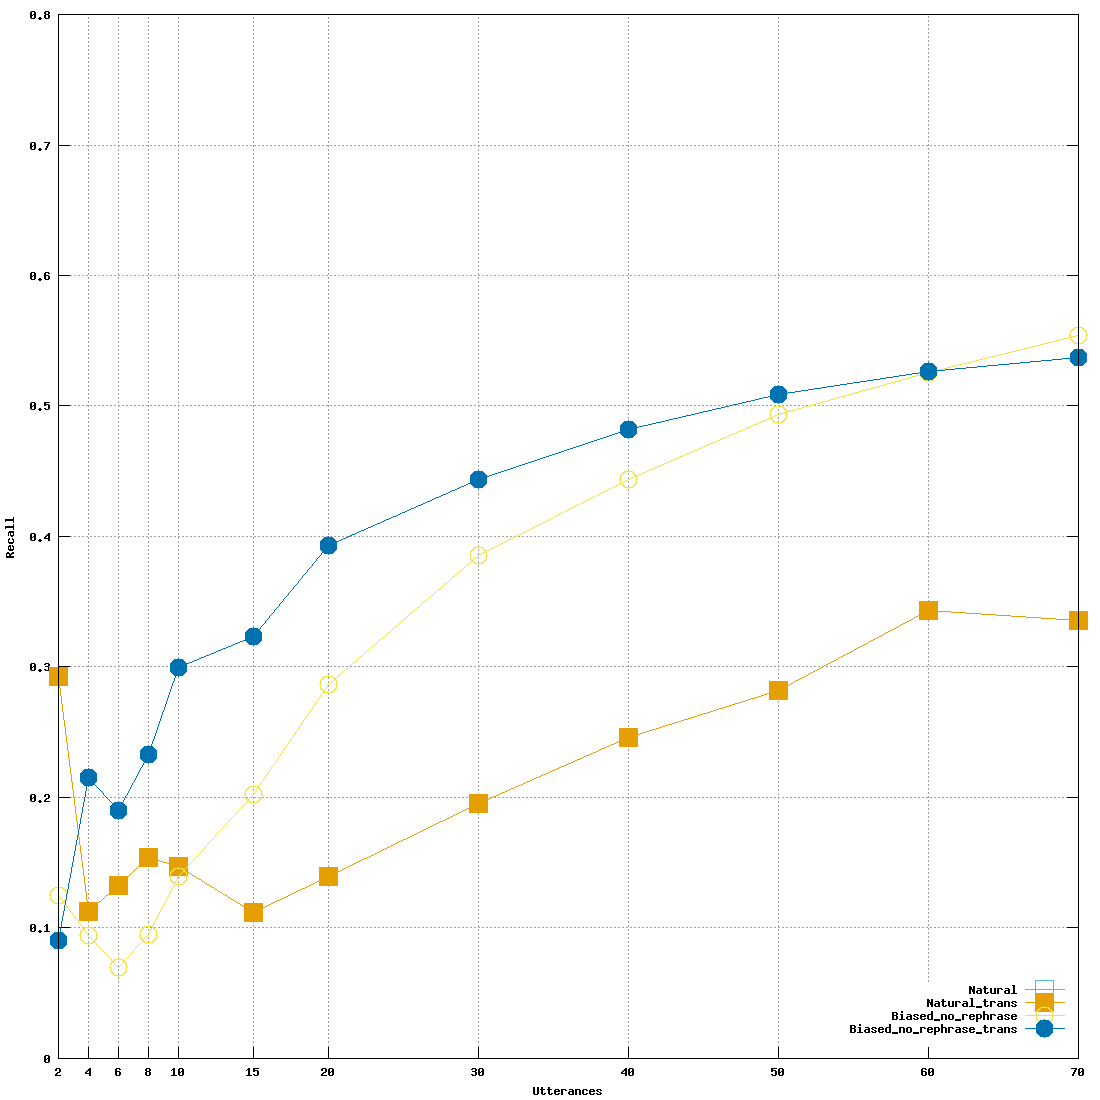 0.8
0.7
0.6
0.5
0.4
0.3
0.2
0.1
0
Recall
2 4 6 8 10 15 20 30 40 50 60 70
Utterances
Natural
Natural_trans
Biased_no_rephrase
Biased_no_rephrase_trans